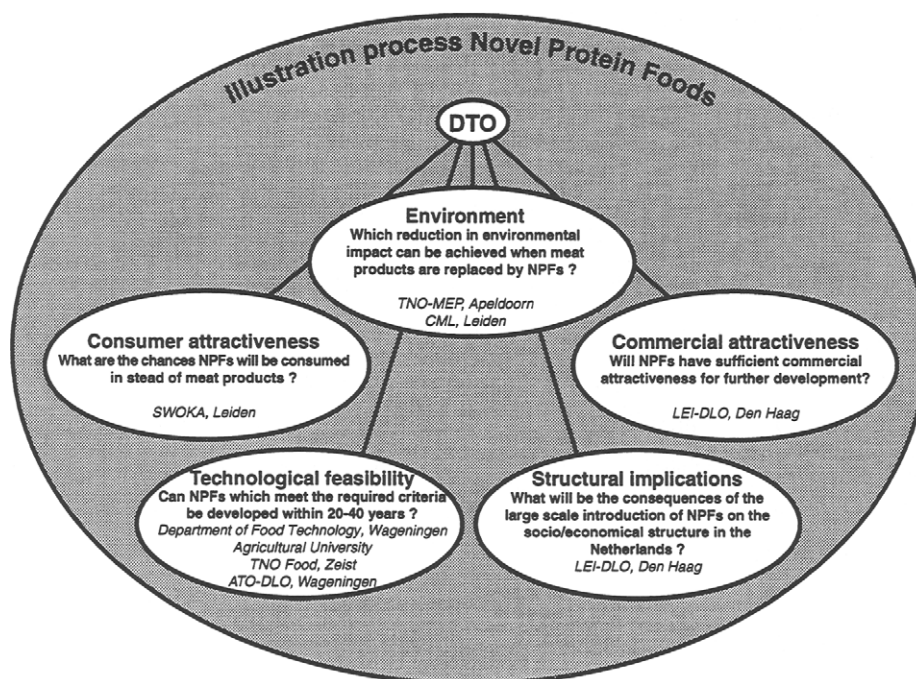 Illustration process Novel Protein Foods
DTO
Environment
Which reduction in environmental
impact can be achieved when meat
products are replaced by NPFs ?
TNO-MEP, Apeldoorn
CML, Leiden
Consumer attractiveness
What are the chances NPFs will be consumed
in stead of meat products ?
SWOKA, Leiden
Commercial attractiveness
Will NPFs have sufficient commercial
attractiveness for further development?
LEI-DLO, Den Haag
Technological feasibility
Can NPFs which meet the required criteria
be developed within 20-40 years ?
Department of Food Technology, Wageningen
Agricultural University
TNO Food, Zeist
ATO-DLO, Wageningen
Structural implications
What will be the consequences of the
large scale introduction of NPFs on the
socio/economical structure in the
Netherlands ?
LEI-DLO, Den Haag